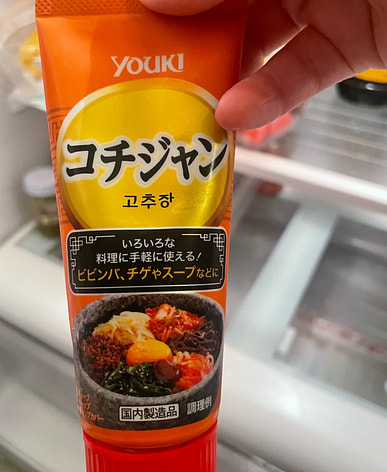 YOUKI
コチジャン
고추장
いろいろな
料理に手軽に使える!
ビビンバ、チゲやスープなどに
国内製造品 調理例